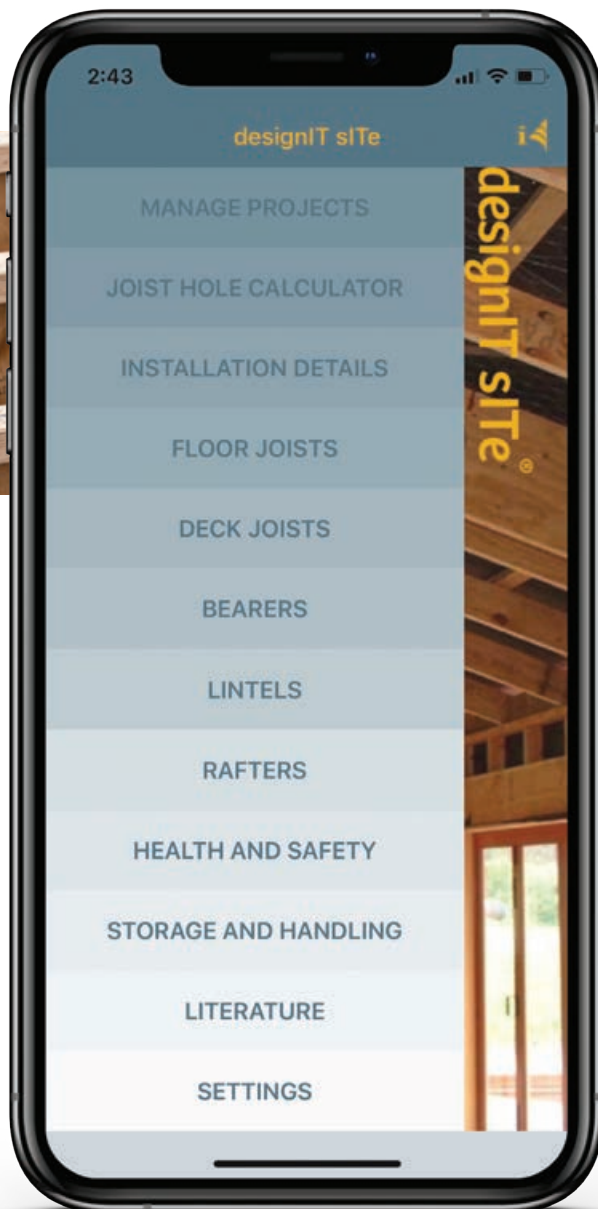 2:43
designIT sITe
MANAGE PROJECTS
JOIST HOLE CALCULATOR
INSTALLATION DETAILS
FLOOR JOISTS
DECK JOISTS
BEARERS
LINTELS
RAFTERS
HEALTH AND SAFETY
STORAGE AND HANDLING
LITERATURE
SETTINGS
designIT sITe®